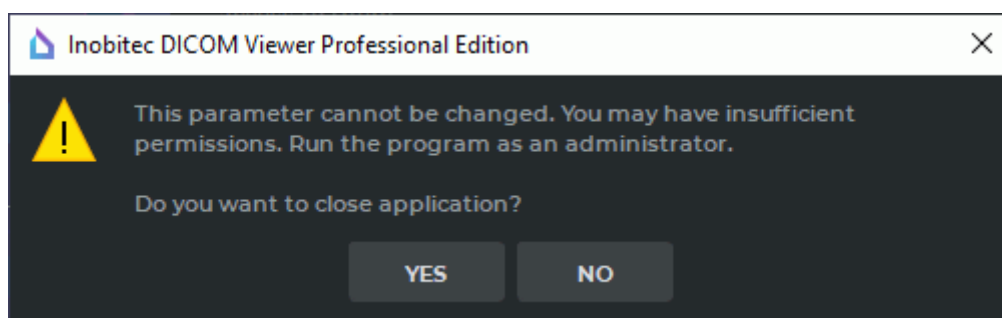 Inobitec DICOM Viewer Professional Edition
This parameter cannot be changed. You may have insufficient
permissions. Run the program as an administrator.
Do you want to close application?
YES
NO